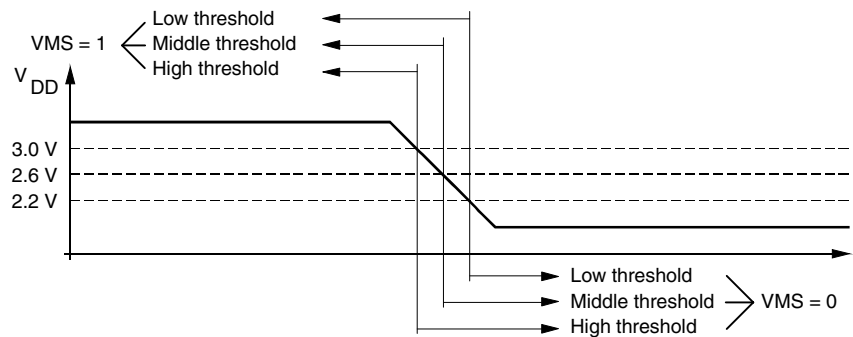 Low threshold
VMS = 1
Middle threshold
High threshold
V DD
3.0 V
2.6 V
2.2 V
Low threshold
Middle threshold
VMS = 0
High threshold